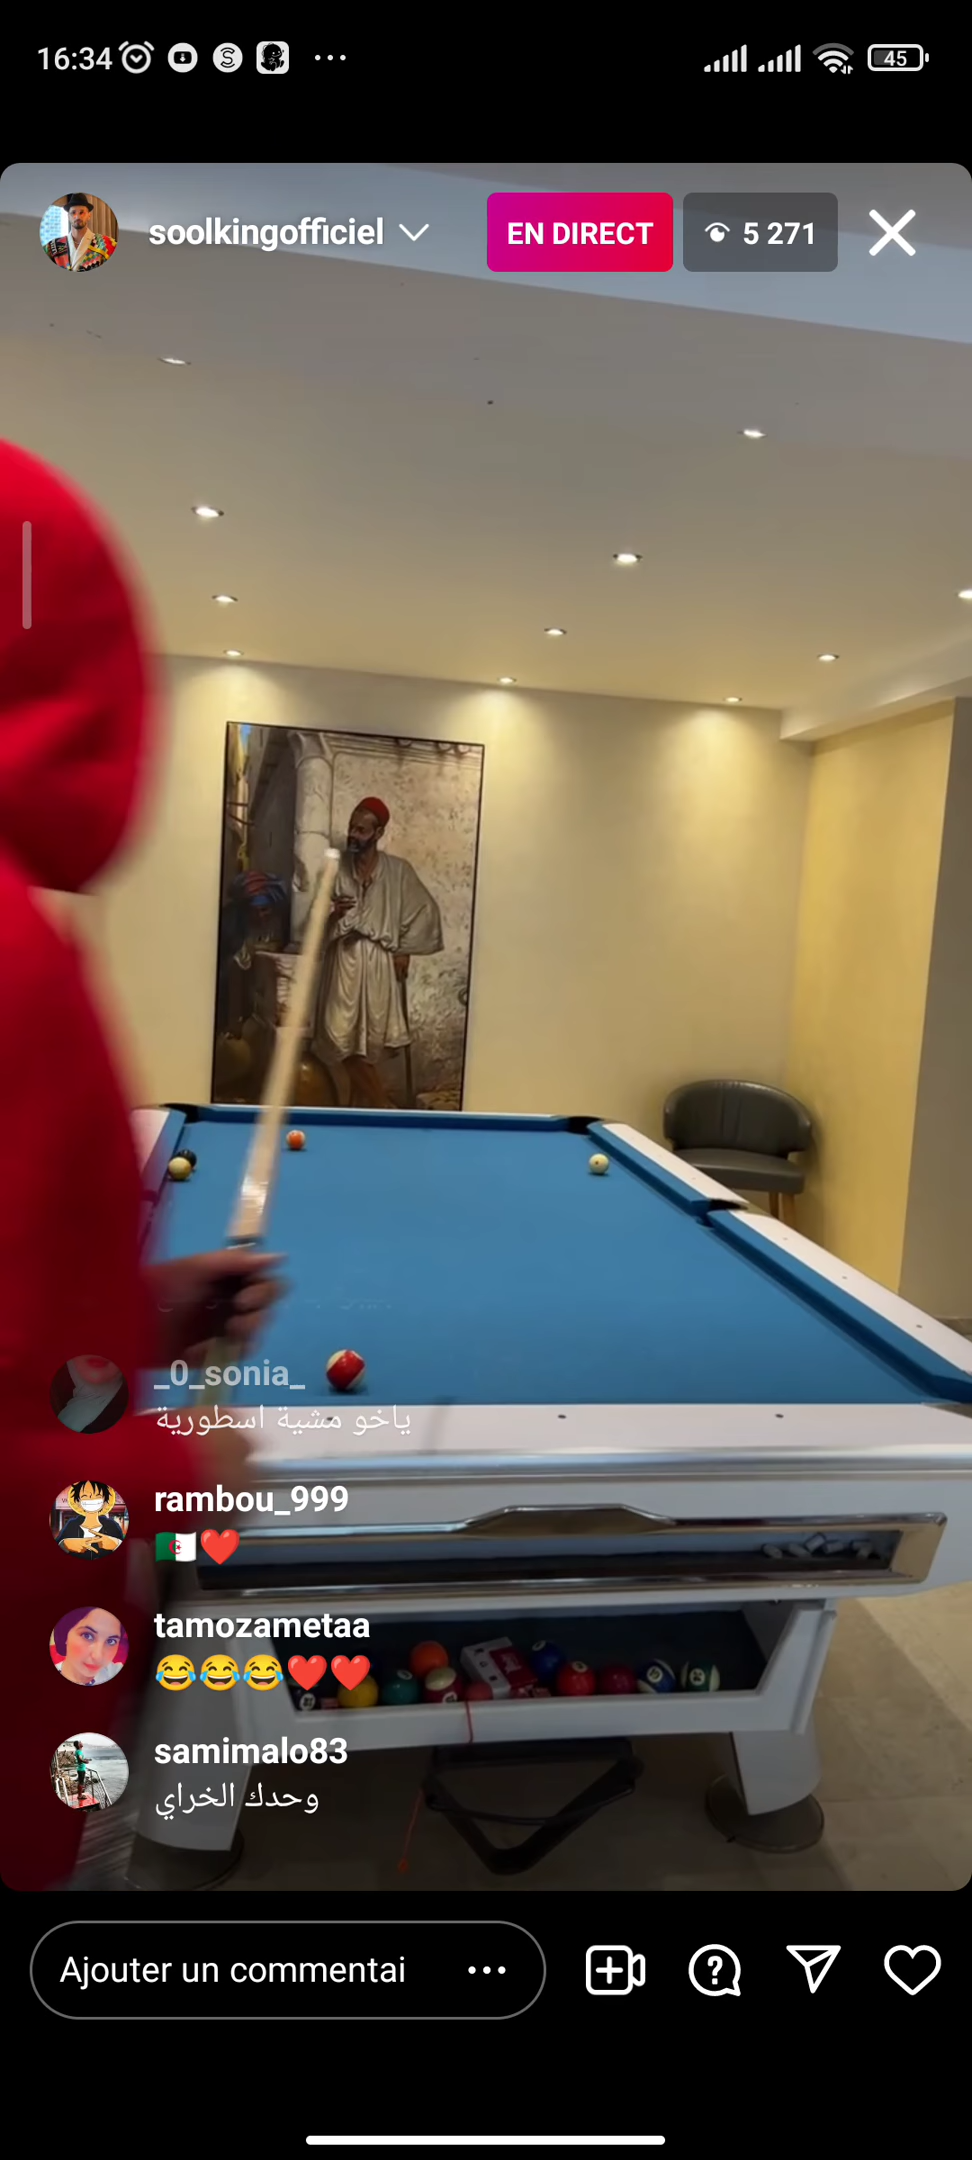 16:34
45
soolkingofficiel
EN DIRECT
5 271
_0_sonia_
ياخو مشية اسطورية
rambou_999
🇩🇿❤️
tamozametaa
😂😂😂❤️❤️
samimalo83
وحدك الخراي
Ajouter un commentai